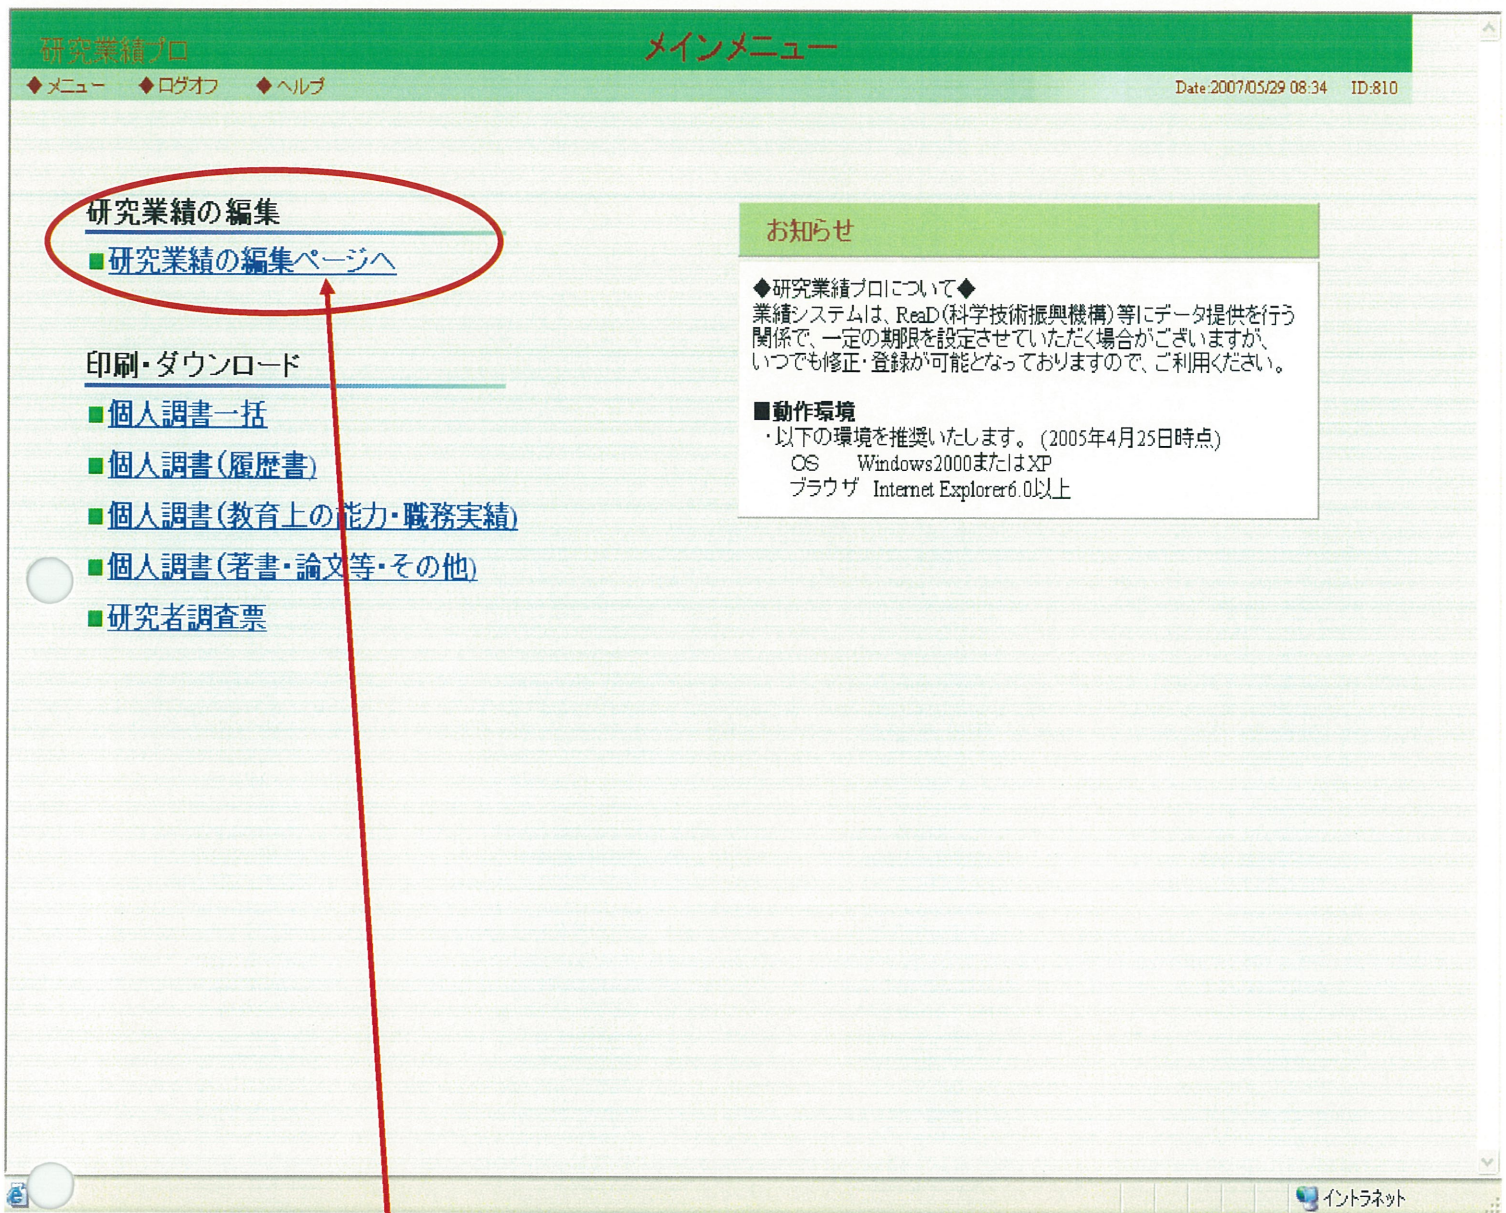 研究業績プロ
メインメニュー
◆メニュー ◆ログオフ ◆ヘルプ
Date:2007/05/29 08:34 ID:810
研究業績の編集
■研究業績の編集ページへ
印刷・ダウンロード
■個人調書一括
■個人調書(履歴書)
■個人調書(教育上の能力・職務実績)
■個人調書(著書・論文等・その他)
■研究者調査票
お知らせ
◆研究業績プロについて◆
業績システムは、ReaD(科学技術振興機構)等にデータ提供を行う
関係で、一定の期限を設定させていただく場合がございますが、
いつでも修正・登録が可能となっておりますので、ご利用ください。
■動作環境
・以下の環境を推奨いたします。 (2005年4月25日時点)
OS Windows2000またはXP
ブラウザ Internet Explorer6.0以上
イントラネット